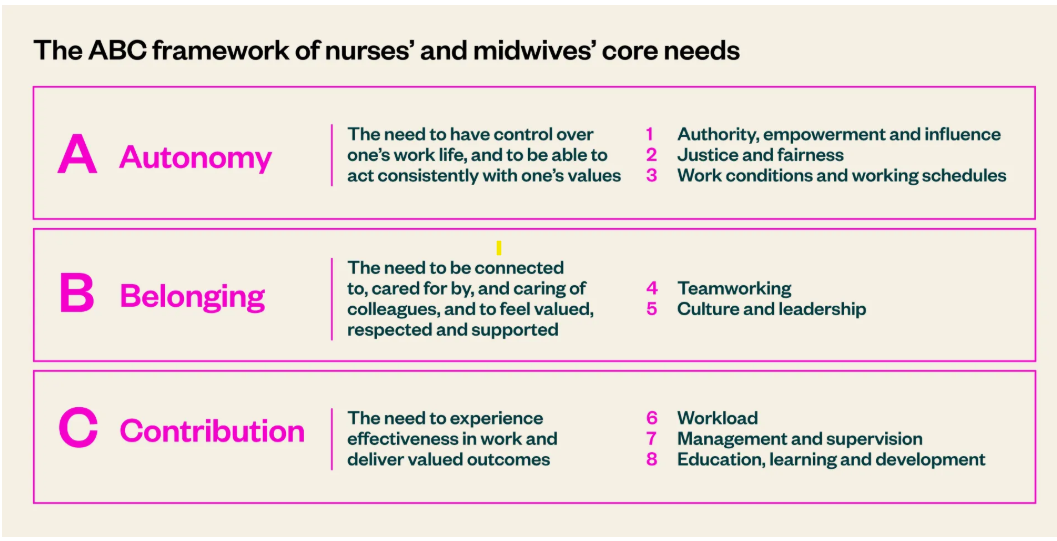 The ABC framework of nurses’ and midwives’ core needs
A Autonomy
The need to have control over
one’s work life, and to be able to
act consistently with one’s values
1 Authority, empowerment and influence
2 Justice and fairness
3 Work conditions and working schedules
B Belonging
The need to be connected
to, cared for by, and caring of
colleagues, and to feel valued,
respected and supported
4 Teamworking
5 Culture and leadership
C Contribution
The need to experience
effectiveness in work and
deliver valued outcomes
6 Workload
7 Management and supervision
8 Education, learning and development